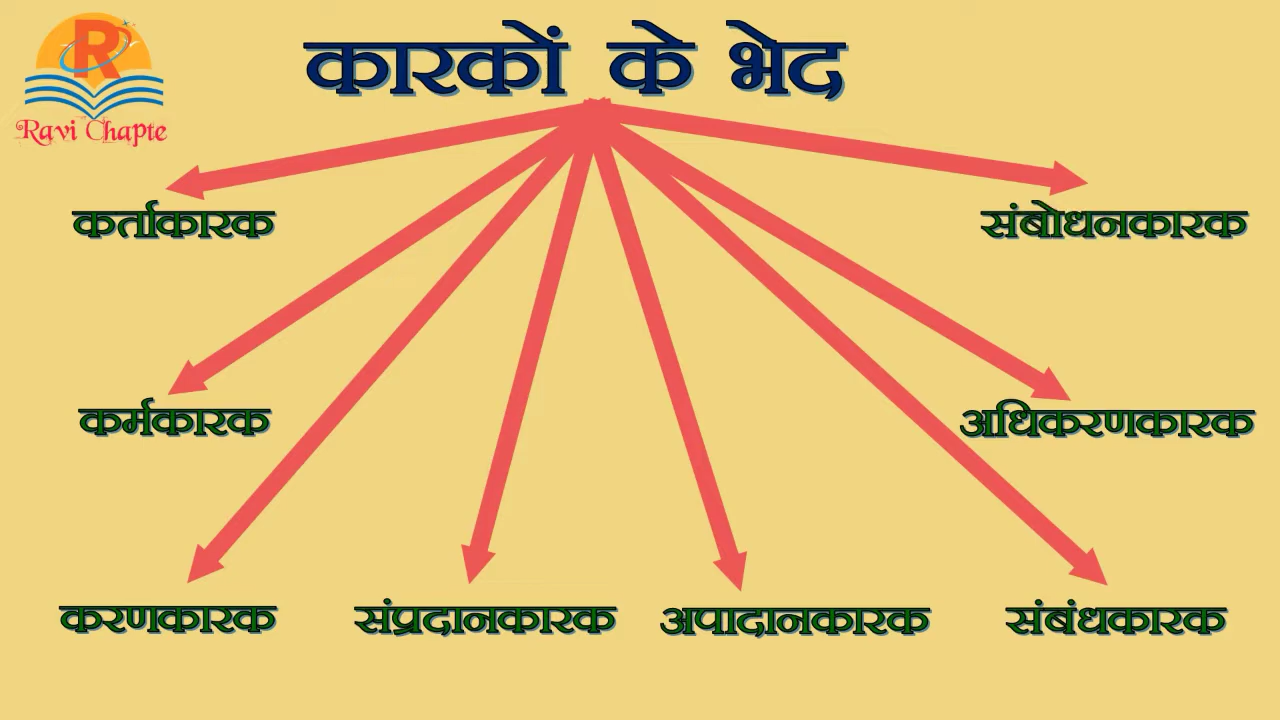 कारकों के भेद
Ravi Chapte
कर्ताकारक
संबोधनकारक
कर्मकारक
अधिकरणकारक
करणकारक
संप्रदानकारक
अपादानकारक
संबंधकारक